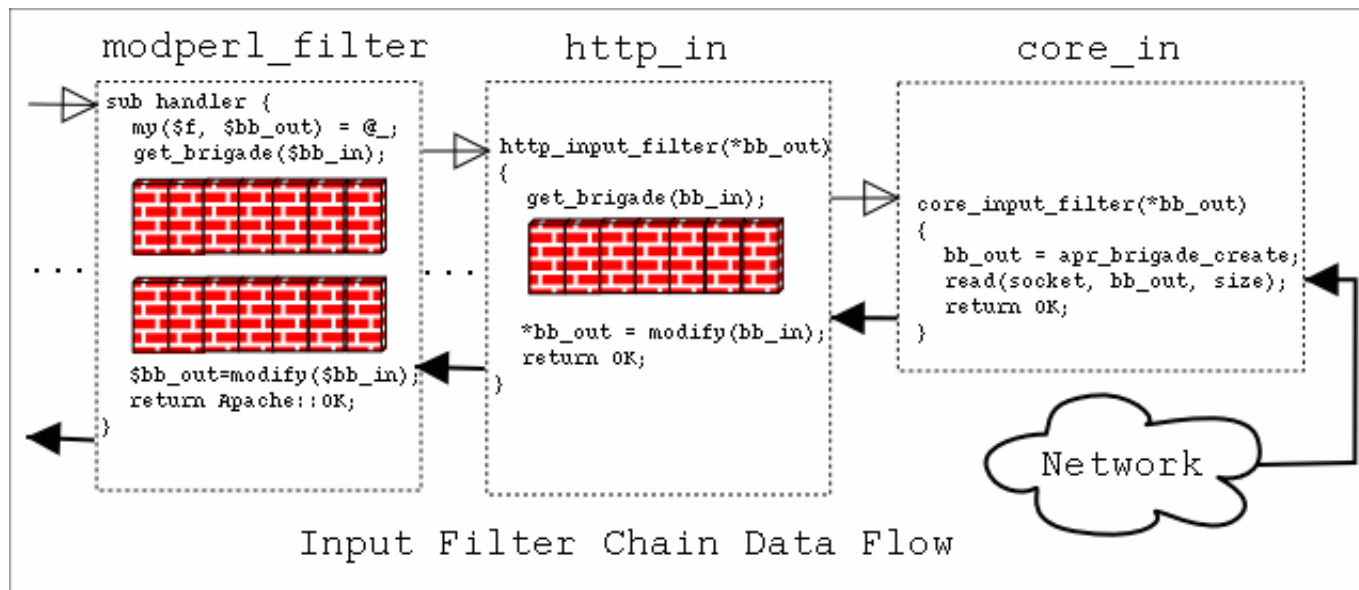 modperl_filter
http_in
core_in
sub handler {
my($f, $bb_out) = @_;
get_brigade($bb_in);
...
$bb_out=modify($bb_in);
return Apache::OK;
}
...
http_input_filter(*bb_out)
{
get_brigade(bb_in);
*bb_out = modify(bb_in);
return OK;
}
core_input_filter(*bb_out)
{
bb_out = apr_brigade_create;
read(socket, bb_out, size);
return OK;
}
Network
Input Filter Chain Data Flow